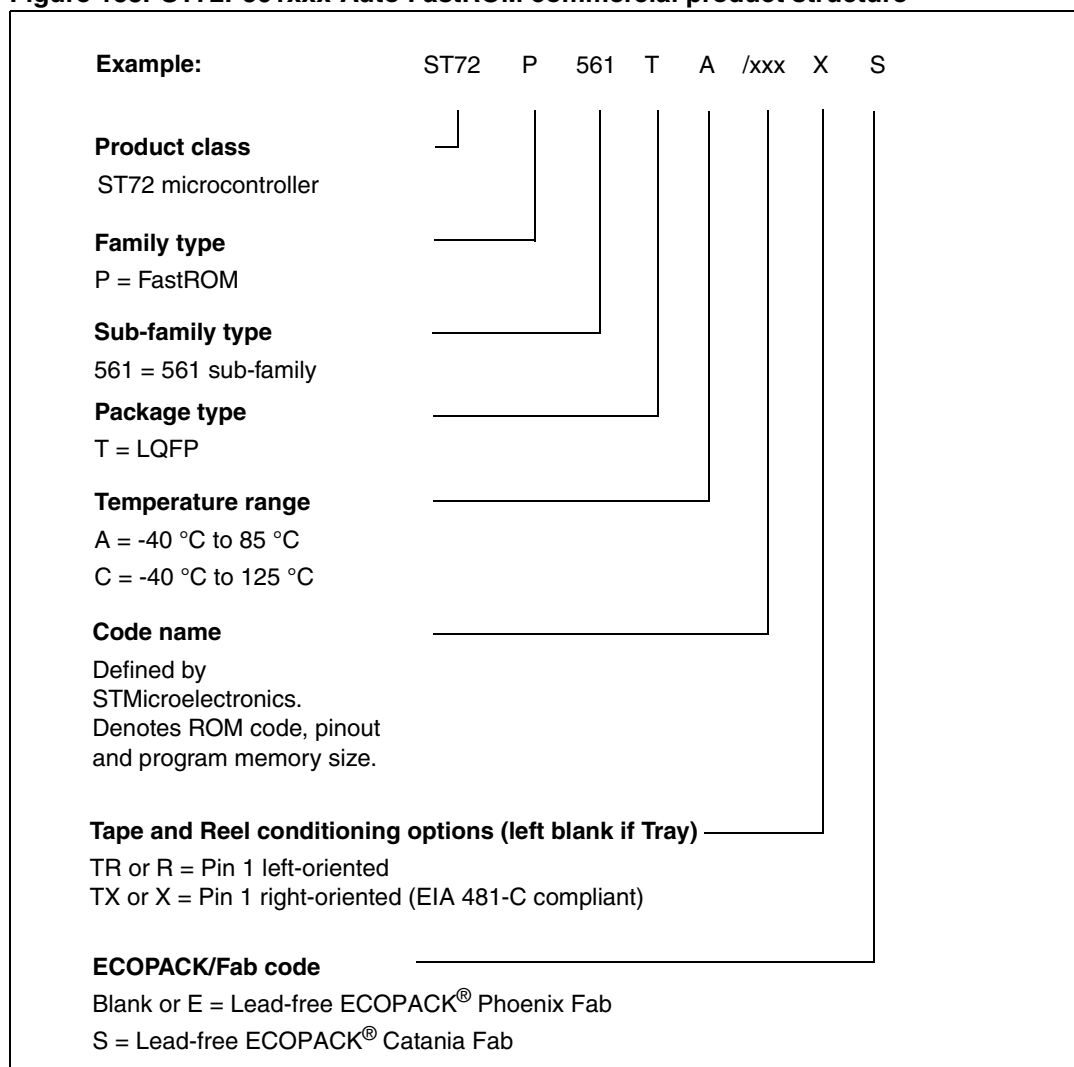 Example: ST72 P 561 T A /xxx X S
Product class
ST72 microcontroller
Family type
P = FastROM
Sub-family type
561 = 561 sub-family
Package type
T = LQFP
Temperature range
A = -40 °C to 85 °C
C = -40 °C to 125 °C
Code name
Defined by
STMicroelectronics.
Denotes ROM code, pinout
and program memory size.
Tape and Reel conditioning options (left blank if Tray)
TR or R = Pin 1 left-oriented
TX or X = Pin 1 right-oriented (EIA 481-C compliant)
ECOPACK/Fab code
Blank or E = Lead-free ECOPACK® Phoenix Fab
S = Lead-free ECOPACK® Catania Fab